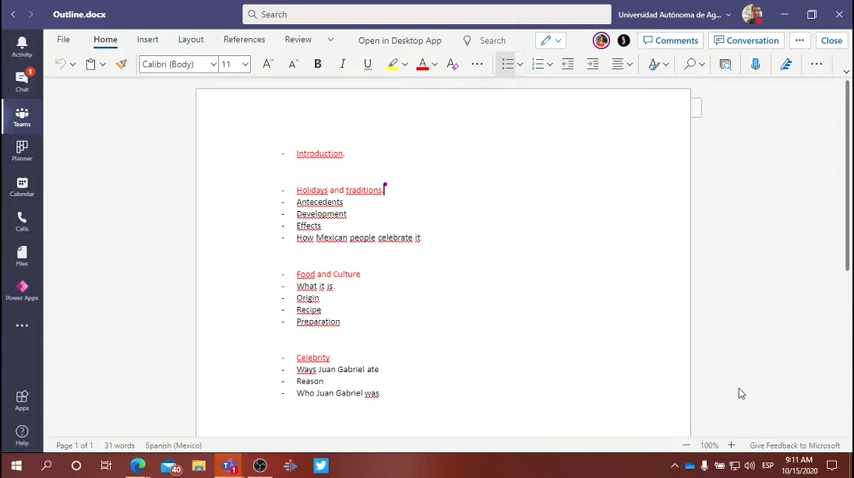 Outline.docx
Search
Universidad Autónoma de Ag...
File
Home
Insert
Layout
References
Review
Open in Desktop App
Search
Comments
Conversation
Close
Calibri (Body)
11
B
I
U
A
Activity
Chat
1
Teams
Planner
Calendar
Calls
Files
Power Apps
Apps
Help
- Introduction.
- Holidays and traditions.
- Antecedents
- Development
- Effects
- How Mexican people celebrate it.
- Food and Culture
- What it is.
- Origin
- Recipe
- Preparation
- Celebrity
- Ways Juan Gabriel ate
- Reason
- Who Juan Gabriel was.
Page 1 of 1
31 words
Spanish (Mexico)
100%
Give Feedback to Microsoft
40
1
ESP
9:11 AM
10/15/2020